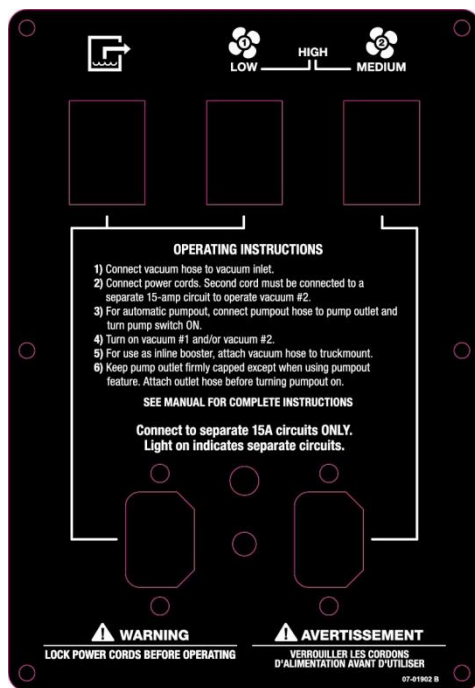 1
2
HIGH
LOW
MEDIUM
OPERATING INSTRUCTIONS
1) Connect vacuum hose to vacuum inlet.
2) Connect power cords. Second cord must be connected to a
separate 15-amp circuit to operate vacuum #2.
3) For automatic pumpout, connect pumpout hose to pump outlet and
turn pump switch ON.
4) Turn on vacuum #1 and/or vacuum #2.
5) For use as inline booster, attach vacuum hose to truckmount.
6) Keep pump outlet firmly capped except when using pumpout
feature. Attach outlet hose before turning pumpout on.
SEE MANUAL FOR COMPLETE INSTRUCTIONS
Connect to separate 15A circuits ONLY.
Light on indicates separate circuits.
WARNING
LOCK POWER CORDS BEFORE OPERATING
AVERTISSEMENT
VERROUILLER LES CORDONS
D'ALIMENTATION AVANT D'UTILISER
07-01902 B